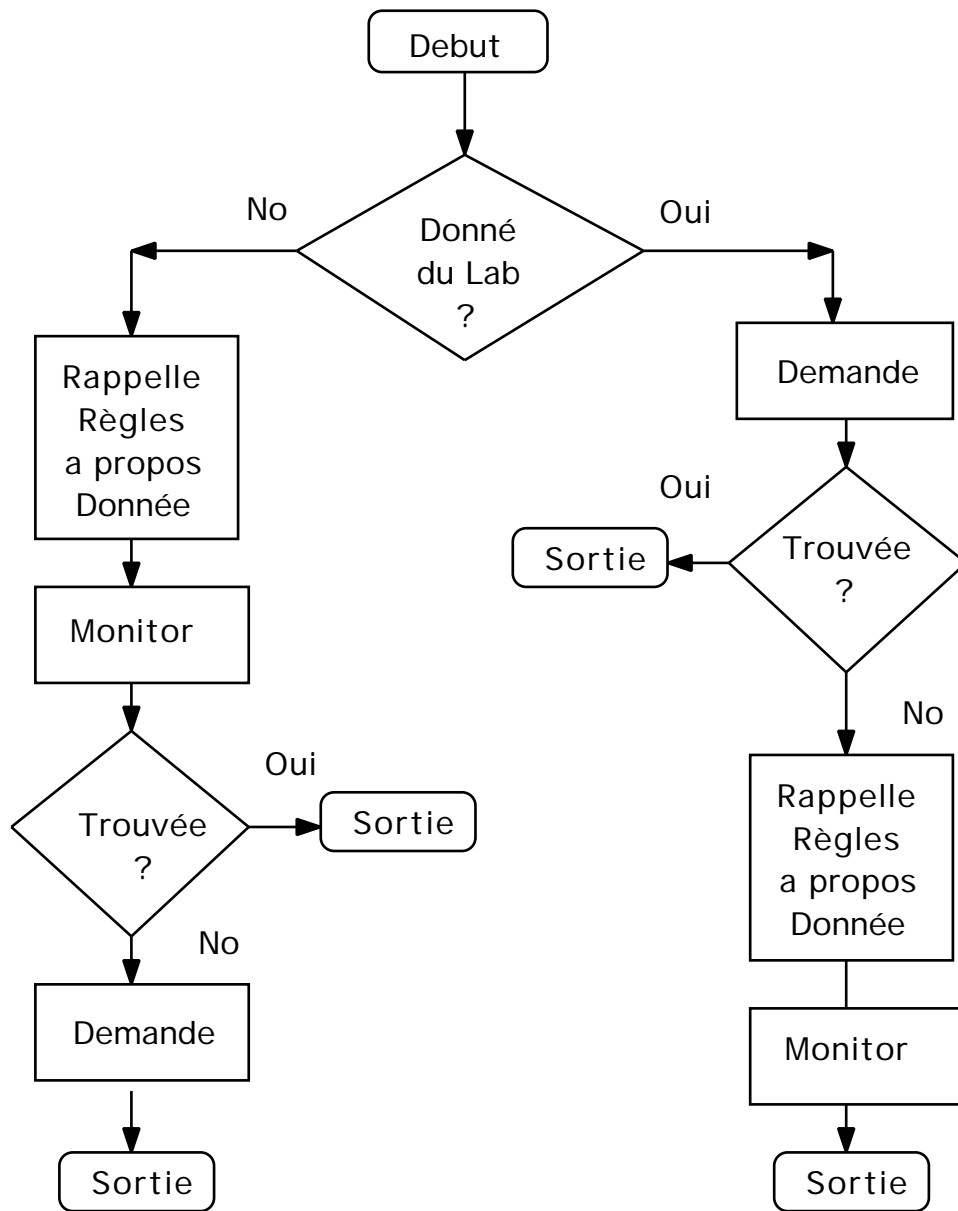 Debut
No
Oui
Donné
du Lab
?
Rappelle
Règles
a propos
Donnée
Demande
Oui
Sortie
Trouvée
?
Monitor
No
Oui
Trouvée
?
Sortie
Rappelle
Règles
a propos
Donnée
No
Demande
Monitor
Sortie
Sortie